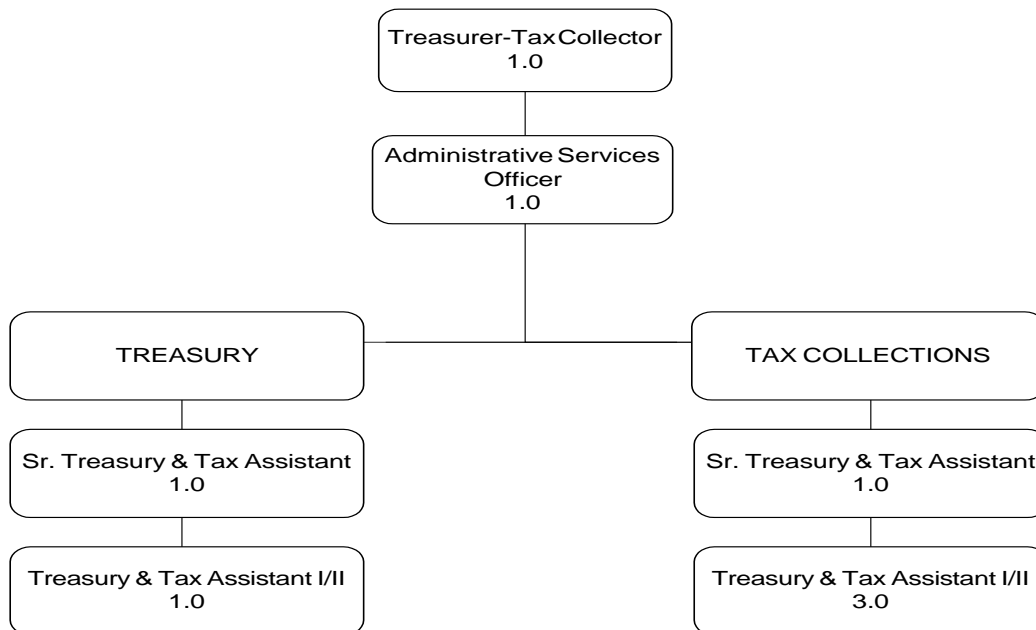 Treasurer-Tax Collector
1.0
Administrative Services
Officer
1.0
TREASURY
TAX COLLECTIONS
Sr. Treasury & Tax Assistant
1.0
Sr. Treasury & Tax Assistant
1.0
Treasury & Tax Assistant I/II
1.0
Treasury & Tax Assistant I/II
3.0